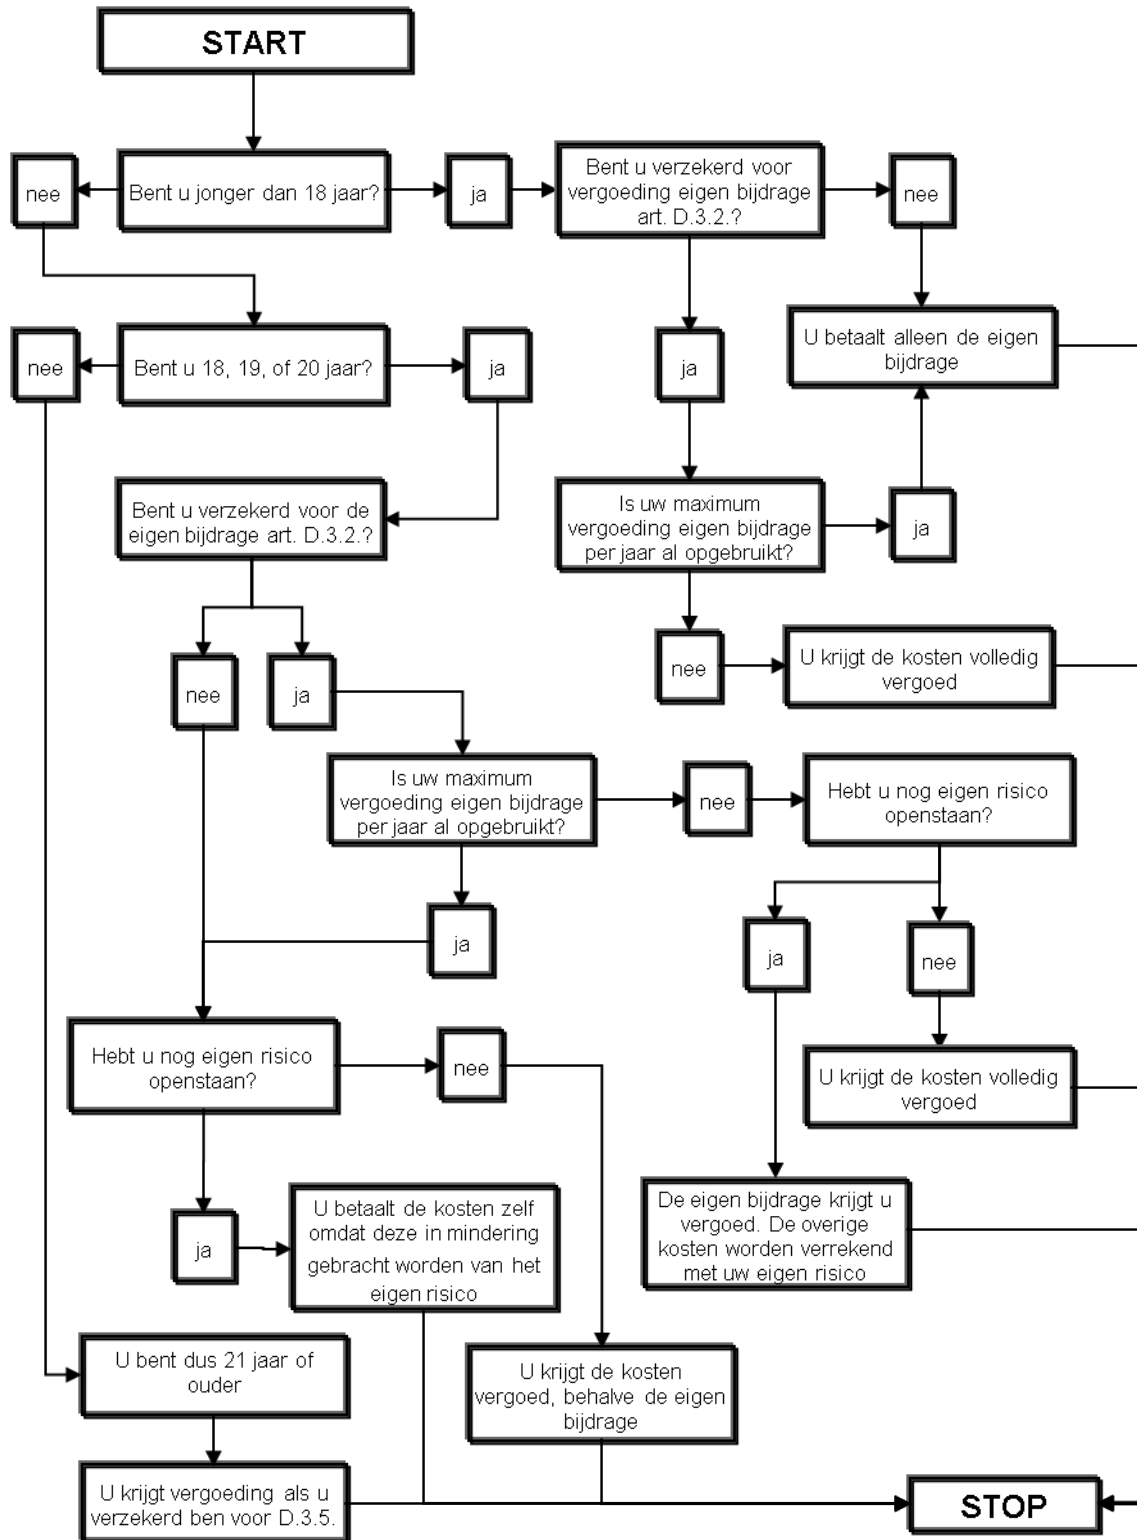 START
nee
Bent u jonger dan 18 jaar?
ja
Bent u verzekerd voor
vergoeding eigen bijdrage
art. D.3.2.?
nee
U betaalt alleen de eigen
bijdrage
nee
Bent u 18, 19, of 20 jaar?
ja
ja
Bent u verzekerd voor de
eigen bijdrage art. D.3.2.?
Is uw maximum
vergoeding eigen bijdrage
per jaar al opgebruikt?
ja
nee
ja
nee
U krijgt de kosten volledig
vergoed
Is uw maximum
vergoeding eigen bijdrage
per jaar al opgebruikt?
nee
Hebt u nog eigen risico
openstaan?
ja
ja
nee
Hebt u nog eigen risico
openstaan?
nee
U krijgt de kosten volledig
vergoed
ja
U betaalt de kosten zelf
omdat deze in mindering
gebracht worden van het
eigen risico
De eigen bijdrage krijgt u
vergoed. De overige
kosten worden verrekend
met uw eigen risico
U bent dus 21 jaar of
ouder
U krijgt de kosten
vergoed, behalve de eigen
bijdrage
U krijgt vergoeding als u
verzekerd ben voor D.3.5.
STOP